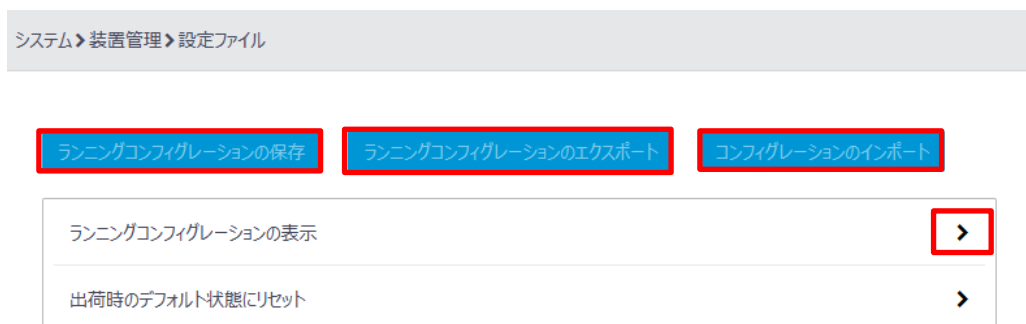 システム>装置管理>設定ファイル
ランニングコンフィグレーションの保存 ランニングコンフィグレーションのエクスポート コンフィグレーションのインポート
ランニングコンフィグレーションの表示
出荷時のデフォルト状態にリセット